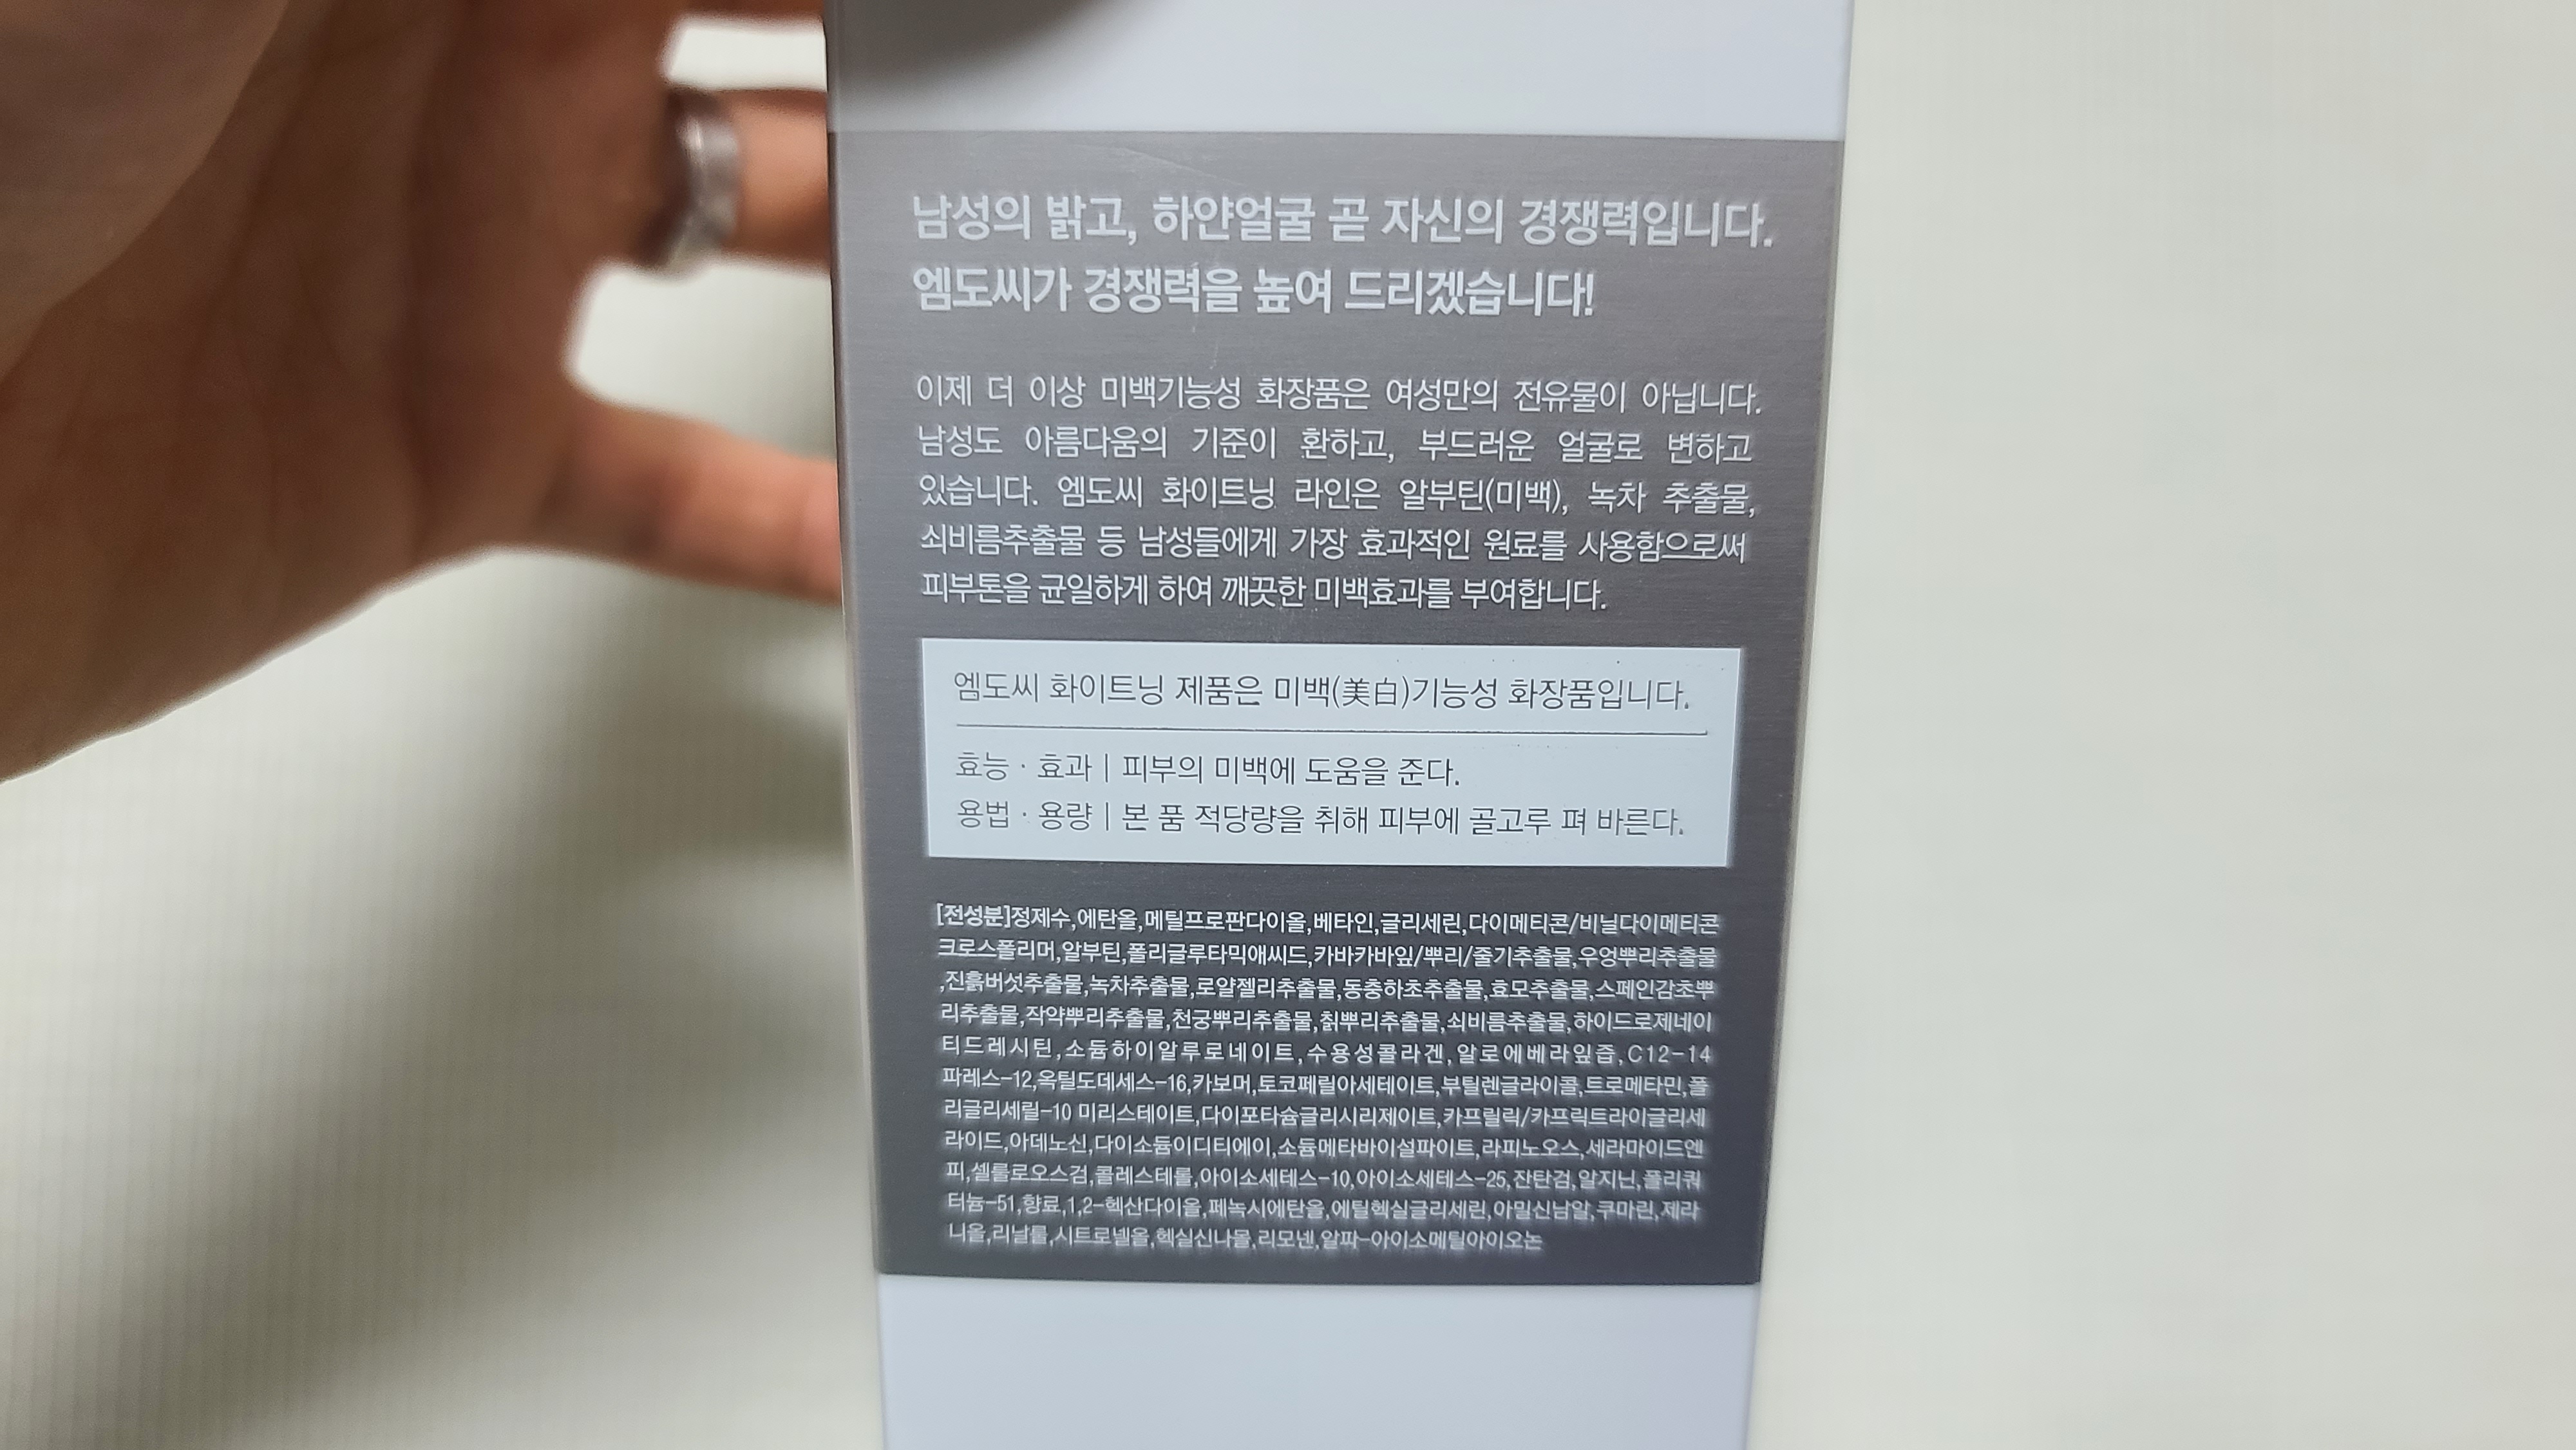 남성의 밝고, 하얀얼굴 곧 자신의 경쟁력입니다.
엠도씨가 경쟁력을 높여 드리겠습니다!
이제 더 이상 미백기능성 화장품은 여성만의 전유물이 아닙니다.
남성도 아름다움의 기준이 환하고, 부드러운 얼굴로 변하고
있습니다. 엠도씨 화이트닝 라인은 알부틴(미백), 녹차 추출물,
쇠비름추출물 등 남성들에게 가장 효과적인 원료를 사용함으로써
피부톤을 균일하게 하여 깨끗한 미백효과를 부여합니다.
엠도씨 화이트닝 제품은 미백(美白)기능성 화장품입니다.
효능 · 효과 | 피부의 미백에 도움을 준다.
용법 · 용량 | 본 품 적당량을 취해 피부에 골고루 펴 바른다.
[전성분]정제수,에탄올,메틸프로판다이올,베타인,글리세린,다이메티콘/비닐다이메티콘
크로스폴리머,알부틴,폴리글루타믹애씨드,카바카바잎/뿌리/줄기추출물,우엉뿌리추출물
,진흙버섯추출물,녹차추출물,로얄젤리추출물,동충하초추출물,효모추출물,스페인감초뿌
리추출물,작약뿌리추출물,천궁뿌리추출물,칡뿌리추출물,쇠비름추출물,하이드로제네이
티드레시틴,소듐하이알루로네이트,수용성콜라겐,알로에베라잎즙,C12-14
파레스-12,옥틸도데세스-16,카보머,토코페릴아세테이트,부틸렌글라이콜,트로메타민,폴
리글리세릴-10 미리스테이트,다이포타슘글리시리제이트,카프릴릭/카프릭트라이글리세
라이드,아데노신,다이소듐이디티에이,소듐메타바이설파이트,라피노오스,세라마이드엔
피,셀룰로오스검,콜레스테롤,아이소세테스-10,아이소세테스-25,잔탄검,알지닌,폴리쿼
터늄-51,향료,1,2-헥산다이올,페녹시에탄올,에틸헥실글리세린,아밀신남알,쿠마린,제라
니올,리날룰,시트로넬올,헥실신나몰,리모넨,알파-아이소메틸아이오논